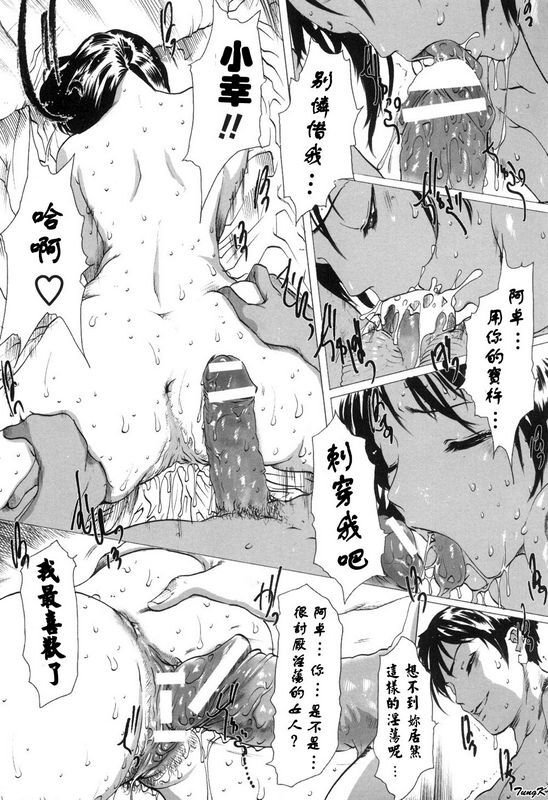 別憐惜我…
阿卓…
用你的寶杵…
刺穿我吧
小幸!!
哈啊♡
想不到妳居然
這樣的淫蕩呢…
阿卓…你…是不是…
很討厭淫蕩的女人?
我最喜歡了
TungK